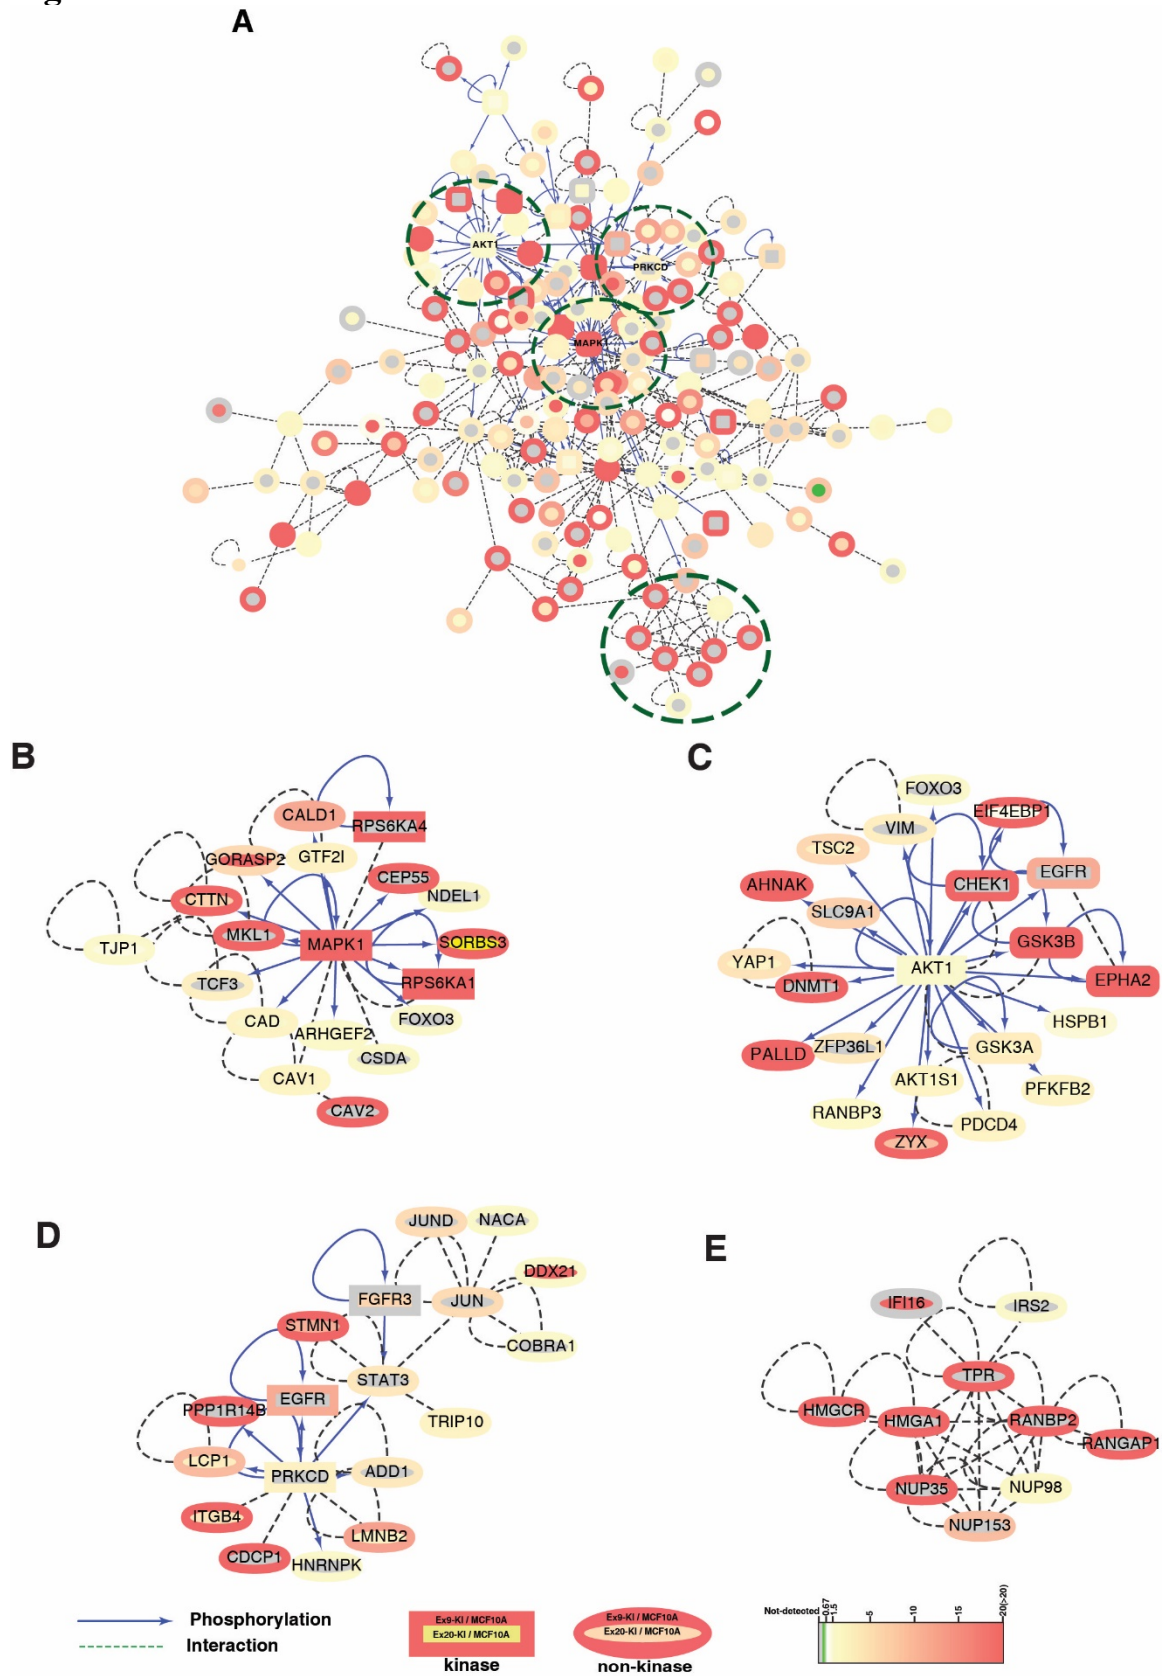 A
AKT1
PRKCD
MAPK1
B
CALD1
RPS6KA4
GORASP2
GTF2I
CEP55
CTTN
NDEL1
MKL1
MAPK1
SORBS3
TJP1
TCF3
RPS6KA1
CAD
ARHGEF2
FOXO3
CSDA
CAV1
CAV2
C
FOXO3
EIF4EBP1
VIM
TSC2
EGFR
AHNAK
CHEK1
SLC9A1
GSK3B
YAP1
AKT1
DNMT1
EPHA2
HSPB1
PALLD
ZFP36L1
GSK3A
AKT1S1
PFKFB2
RANBP3
PDCD4
ZYX
D
JUND
NACA
DDX21
FGFR3
JUN
STMN1
COBRA1
STAT3
EGFR
PPP1R14B
TRIP10
LCP1
PRKCD
ADD1
ITGB4
LMNB2
CDCP1
HNRNPK
E
IFI16
IRS2
TPR
HMGCR
HMGA1
RANBP2
RANGAP1
NUP35
NUP98
NUP153
Phosphorylation
Interaction
Ex9-KI / MCF10A
Ex20-KI / MCF10A
kinase
Ex9-KI / MCF10A
Ex20-KI / MCF10A
non-kinase
Not-detected
0.67
1.5
5
10
15
20(>20)